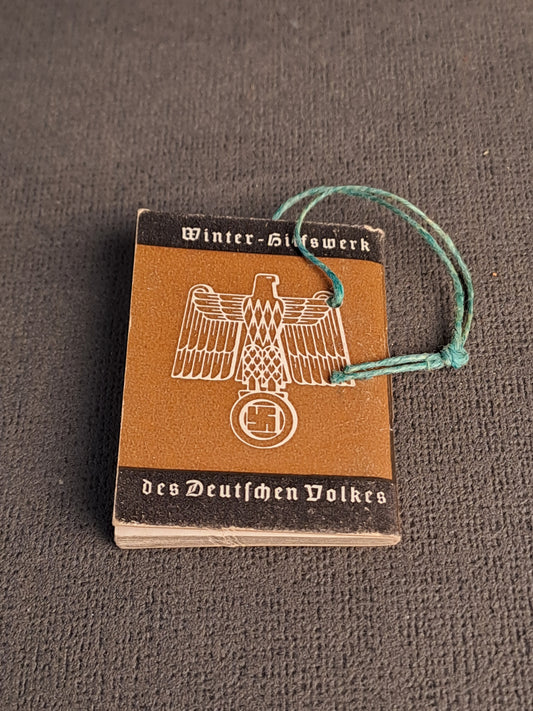 Winter-Hilfswerk
des Deutschen Volkes